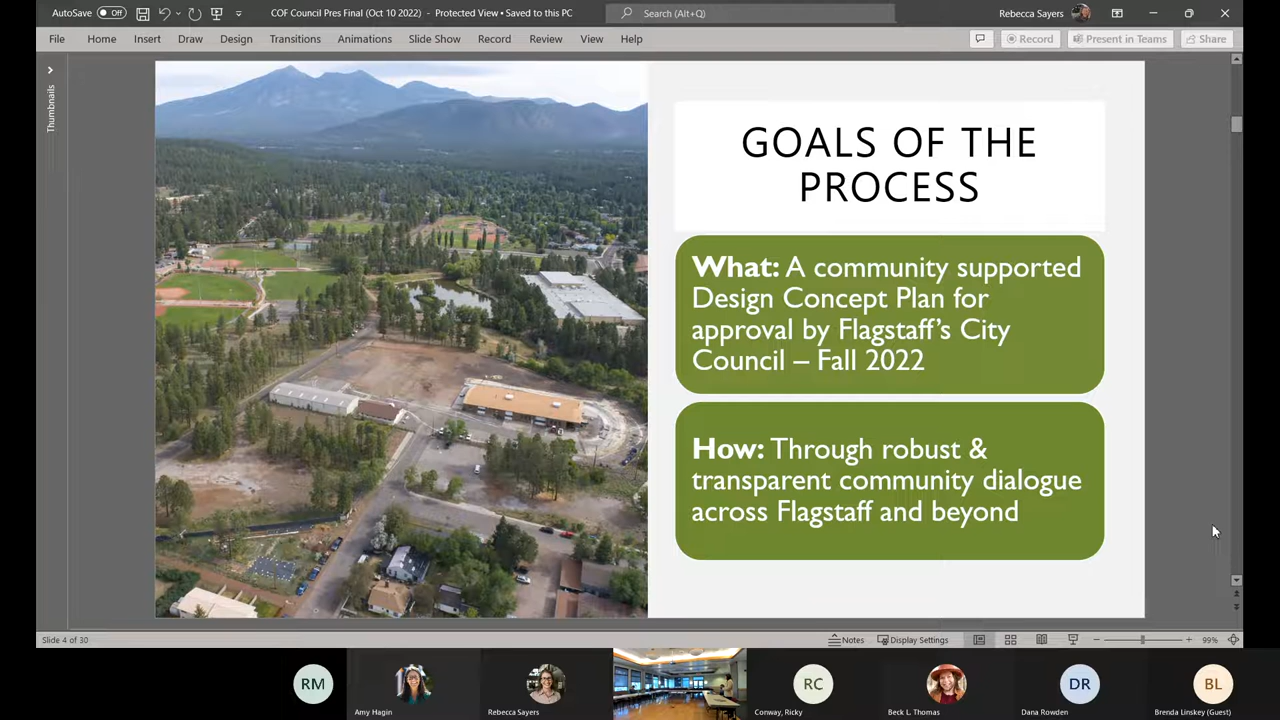 AutoSave Off COF Council Pres Final (Oct 10 2022) - Protected View • Saved to this PC Search (Alt+Q) Rebecca Sayers
File Home Insert Draw Design Transitions Animations Slide Show Record Review View Help Record Present in Teams Share
Thumbnails
GOALS OF THE
PROCESS
What: A community supported
Design Concept Plan for
approval by Flagstaff’s City
Council – Fall 2022
How: Through robust &
transparent community dialogue
across Flagstaff and beyond
Slide 4 of 30 Notes Display Settings 99%
RM RC DR BL
Amy Hagin Rebecca Sayers Conway, Ricky Beck L. Thomas Dana Rowden Brenda Linskey (Guest)